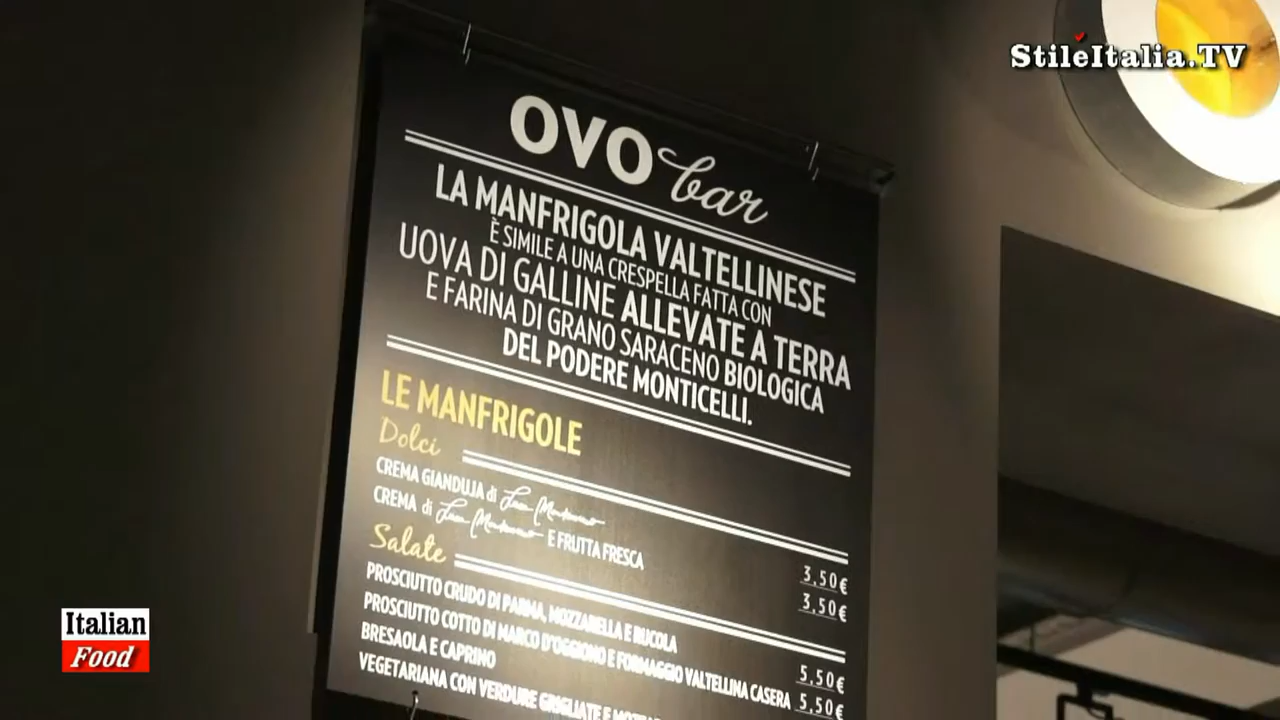 StileItalia.TV
OVO bar
LA MANFRIGOLA VALTELLINESE
È SIMILE A UNA CRESPELLA FATTA CON
UOVA DI GALLINE ALLEVATE A TERRA
E FARINA DI GRANO SARACENO BIOLOGICA
DEL PODERE MONTICELLI.
LE MANFRIGOLE
Dolci
CREMA GIANDUJA di 3,50€
CREMA di E FRUTTA FRESCA 3,50€
Salate
PROSCIUTTO CRUDO DI PARMA, MOZZARELLA E RUCOLA 5,50€
PROSCIUTTO COTTO DI MARCO D'OGGIONO E FORMAGGIO VALTELLINA CASERA 5,50€
BRESAOLA E CAPRINO
VEGETARIANA CON VERDURE GRIGLIATE E
Italian
Food